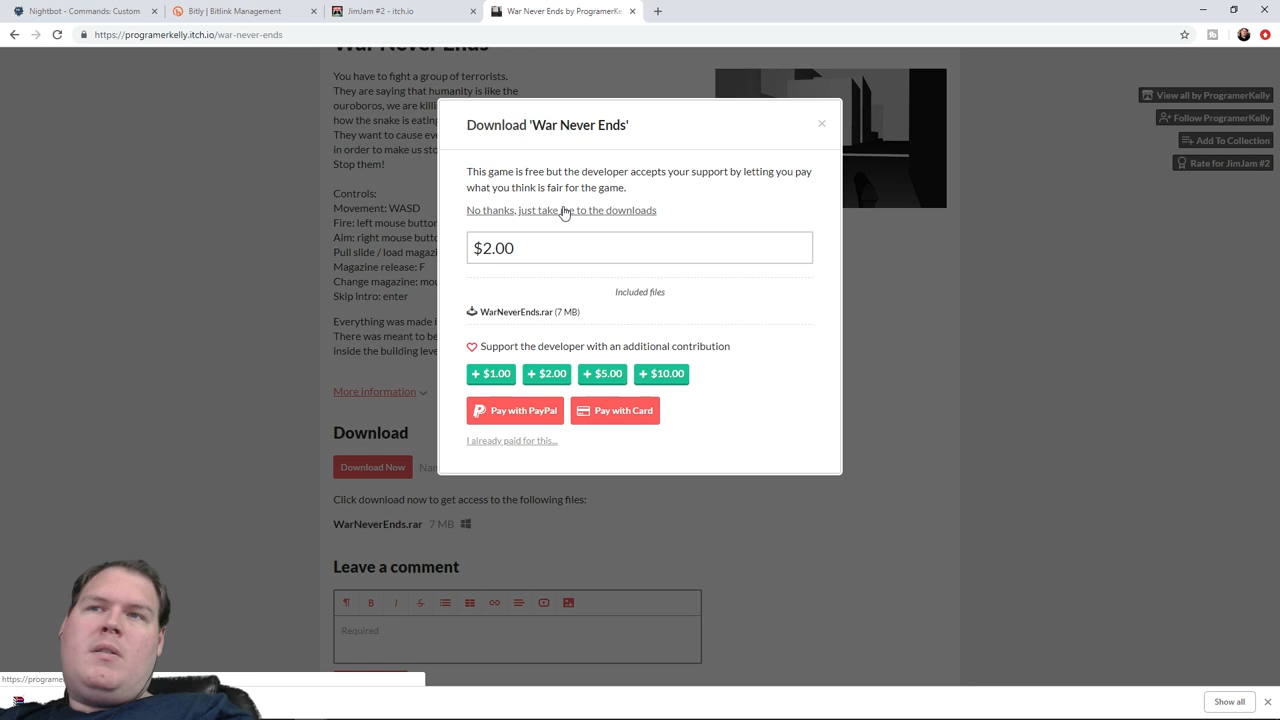 Nightbot - Commands: Custom
Bitly | Bitlink Management
JimJam #2 - itch.io
War Never Ends by ProgramerKelly
https://programerkelly.itch.io/war-never-ends
War Never Ends
You have to fight a group of terrorists.
They are saying that humanity is like the
ouroboros, we are
how the snake is
They want to cause
in order to make us
Stop them!
Controls:
Movement: WASD
Fire: left mouse
Aim: right mouse
Pull slide / load
Magazine release: F
Change magazine:
Skip intro: enter
Everything was made
There was meant to be
inside the building
More information
Download
Download Now
Click download now to get access to the following files:
WarNeverEnds.rar 7 MB
Leave a comment
Required
View all by ProgramerKelly
Follow ProgramerKelly
Add To Collection
Rate for JimJam #2
Download 'War Never Ends'
×
This game is free but the developer accepts your support by letting you pay
what you think is fair for the game.
No thanks, just take me to the downloads
$2.00
Included files
WarNeverEnds.rar (7 MB)
Support the developer with an additional contribution
+ $1.00 + $2.00 + $5.00 + $10.00
Pay with PayPal Pay with Card
I already paid for this...
Show all